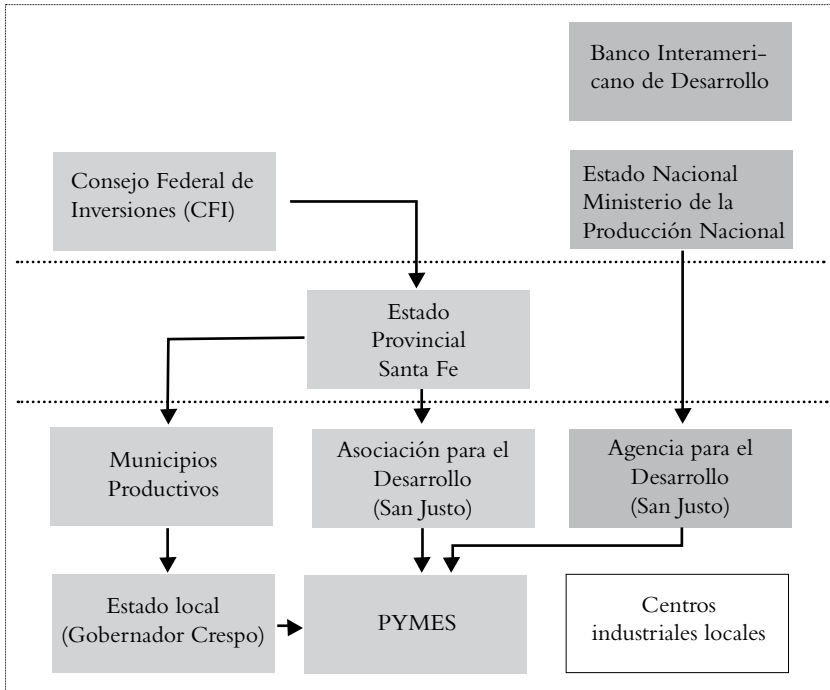 Banco Interameri-
cano de Desarrollo
Consejo Federal de
Inversiones (CFI)
Estado Nacional
Ministerio de la
Producción Nacional
Estado
Provincial
Santa Fe
Municipios
Productivos
Asociación para el
Desarrollo
(San Justo)
Agencia para el
Desarrollo
(San Justo)
Estado local
(Gobernador Crespo)
PYMES
Centros
industriales locales